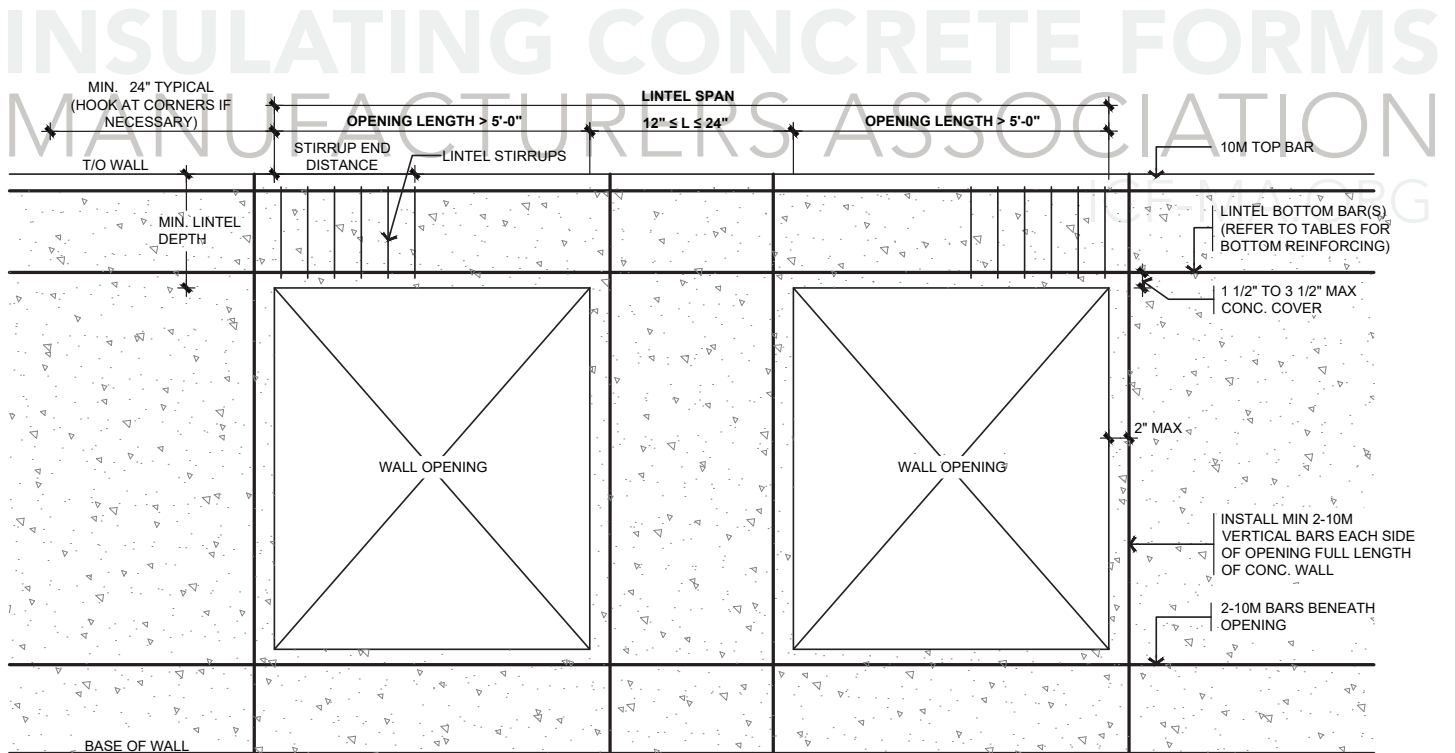 INSULATING CONCRETE FORMS
MANUFACTURERS ASSOCIATION
ICF-MA.ORG
MIN. 24" TYPICAL
(HOOK AT CORNERS IF
NECESSARY)
LINTEL SPAN
OPENING LENGTH > 5'-0"
12" ≤ L ≤ 24"
OPENING LENGTH > 5'-0"
T/O WALL
STIRRUP END
DISTANCE
LINTEL STIRRUPS
10M TOP BAR
MIN. LINTEL
DEPTH
LINTEL BOTTOM BAR(S)
(REFER TO TABLES FOR
BOTTOM REINFORCING)
1 1/2" TO 3 1/2" MAX
CONC. COVER
2" MAX
WALL OPENING
WALL OPENING
INSTALL MIN 2-10M
VERTICAL BARS EACH SIDE
OF OPENING FULL LENGTH
OF CONC. WALL
2-10M BARS BENEATH
OPENING
BASE OF WALL